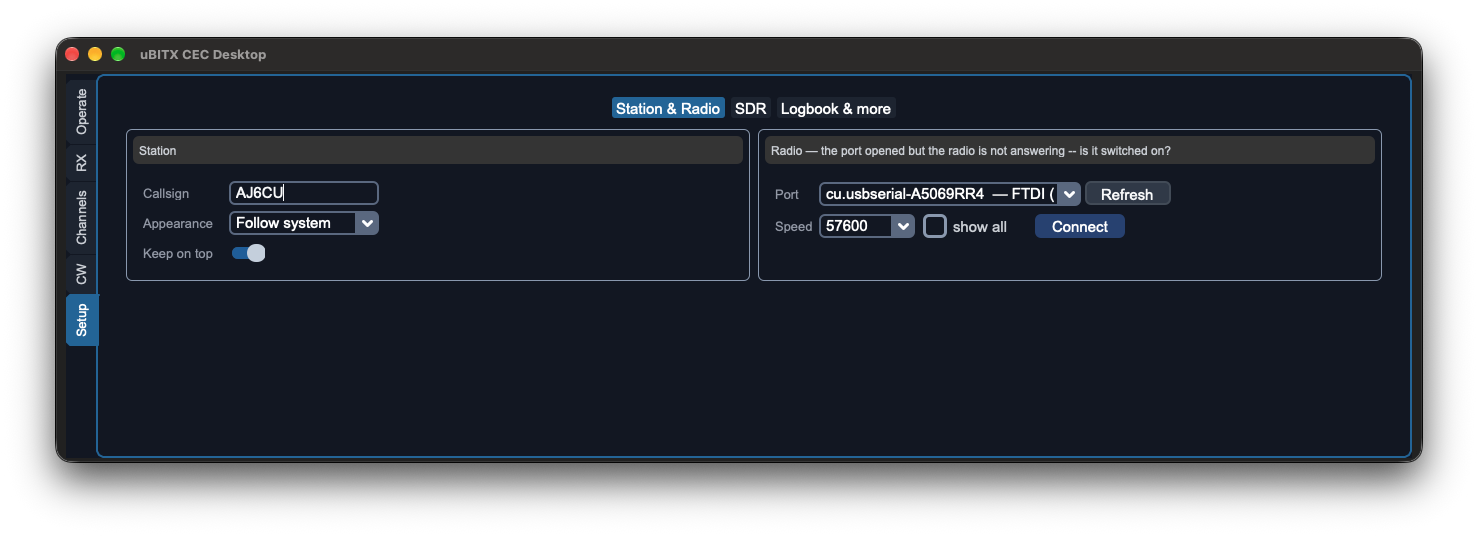 uBITX CEC Desktop
Operate
RX
Channels
CW
Setup
Station & Radio SDR Logbook & more
Station
Callsign AJ6CU
Appearance Follow system
Keep on top
Radio — the port opened but the radio is not answering -- is it switched on?
Port cu.usbserial-A5069RR4 — FTDI ( Refresh
Speed 57600 show all Connect